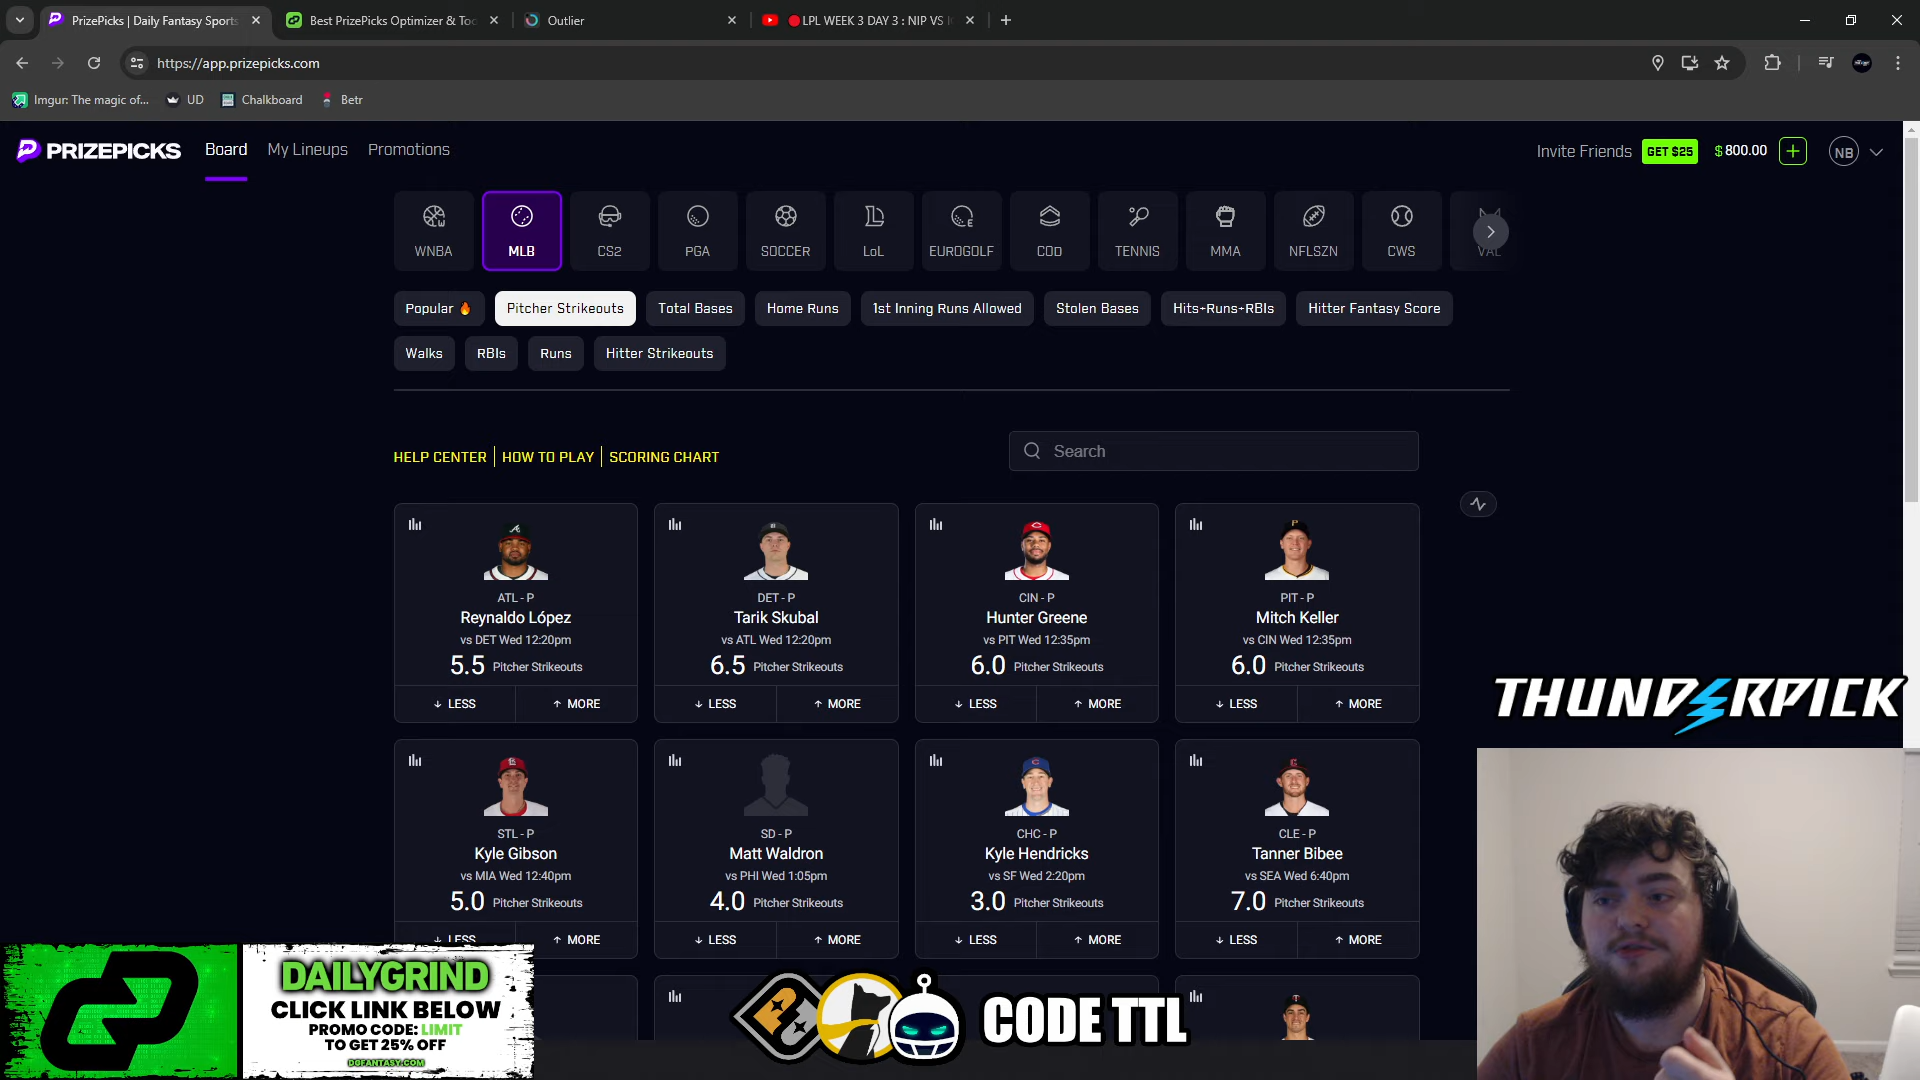 PrizePicks | Daily Fantasy Sports
Best PrizePicks Optimizer & Too
Outlier
LPL WEEK 3 DAY 3 : NIP VS
https://app.prizepicks.com
Imgur: The magic of...
UD
Chalkboard
Betr
PRIZEPICKS
Board
My Lineups
Promotions
Invite Friends
GET $25
$ 800.00
NB
WNBA
MLB
CS2
PGA
SOCCER
LoL
EUROGOLF
COD
TENNIS
MMA
NFLSZN
CWS
VAL
Popular
Pitcher Strikeouts
Total Bases
Home Runs
1st Inning Runs Allowed
Stolen Bases
Hits+Runs+RBIs
Hitter Fantasy Score
Walks
RBIs
Runs
Hitter Strikeouts
HELP CENTER
HOW TO PLAY
SCORING CHART
Search
ATL - P
Reynaldo López
vs DET Wed 12:20pm
5.5 Pitcher Strikeouts
LESS
MORE
DET - P
Tarik Skubal
vs ATL Wed 12:20pm
6.5 Pitcher Strikeouts
LESS
MORE
CIN - P
Hunter Greene
vs PIT Wed 12:35pm
6.0 Pitcher Strikeouts
LESS
MORE
PIT - P
Mitch Keller
vs CIN Wed 12:35pm
6.0 Pitcher Strikeouts
LESS
MORE
THUNDERPICK
STL - P
Kyle Gibson
vs MIA Wed 12:40pm
5.0 Pitcher Strikeouts
LESS
MORE
SD - P
Matt Waldron
vs PHI Wed 1:05pm
4.0 Pitcher Strikeouts
LESS
MORE
CHC - P
Kyle Hendricks
vs SF Wed 2:20pm
3.0 Pitcher Strikeouts
LESS
MORE
CLE - P
Tanner Bibee
vs SEA Wed 6:40pm
7.0 Pitcher Strikeouts
LESS
MORE
DAILYGRIND
CLICK LINK BELOW
PROMO CODE: LIMIT
TO GET 25% OFF
DGFANTASY.COM
CODE TTL